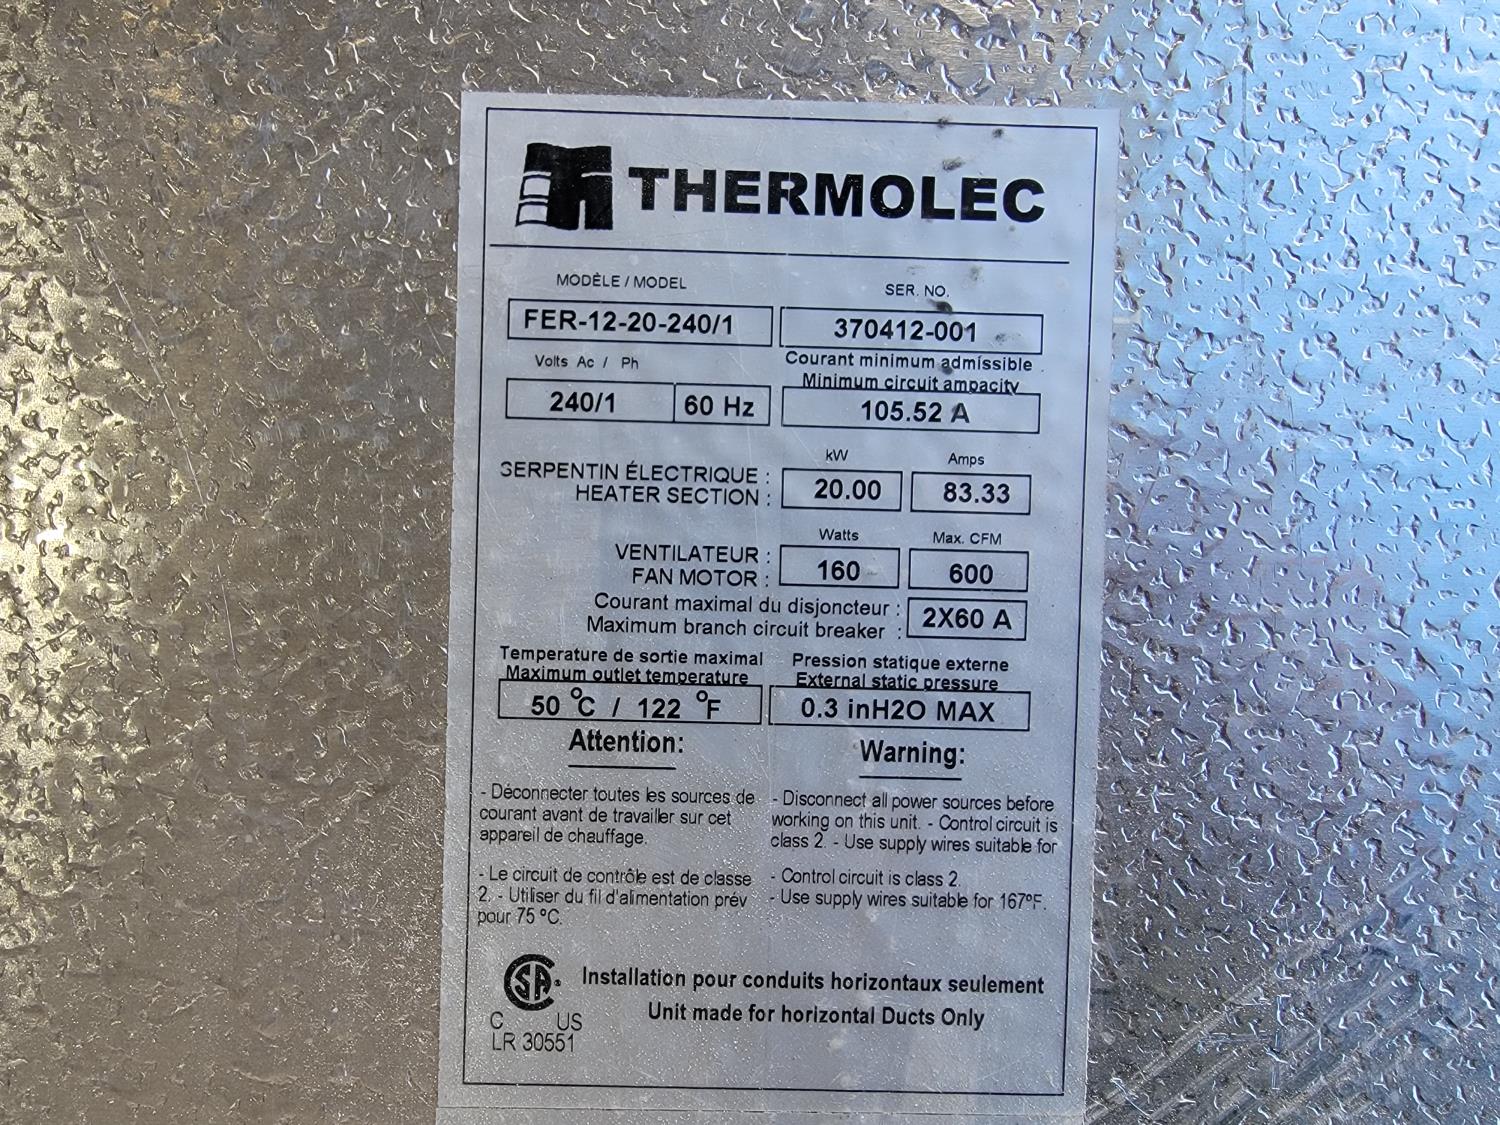 THERMOLEC
MODÈLE / MODEL
SER. NO.
FER-12-20-240/1
370412-001
Volts Ac / Ph
Courant minimum admissible
Minimum circuit ampacity
240/1
60 Hz
105.52 A
kW
Amps
SERPENTIN ÉLECTRIQUE :
HEATER SECTION :
20.00
83.33
Watts
Max. CFM
VENTILATEUR :
FAN MOTOR :
160
600
Courant maximal du disjoncteur :
Maximum branch circuit breaker :
2X60 A
Température de sortie maximal
Maximum outlet temperature
Pression statique externe
External static pressure
50 °C / 122 °F
0.3 inH2O MAX
Attention:
- Déconnecter toutes les sources de
courant avant de travailler sur cet
appareil de chauffage.
- Le circuit de contrôle est de classe
2. - Utiliser du fil d'alimentation prév
pour 75 °C.
Warning:
- Disconnect all power sources before
working on this unit. - Control circuit is
class 2. - Use supply wires suitable for
- Control circuit is class 2.
- Use supply wires suitable for 167°F.
SA
C US
LR 30551
Installation pour conduits horizontaux seulement
Unit made for horizontal Ducts Only